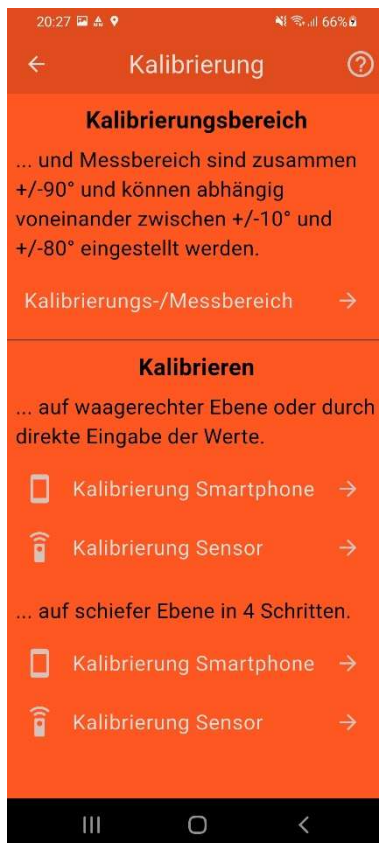 20:27 66%
Kalibrierung
Kalibrierungsbereich
... und Messbereich sind zusammen
+/-90° und können abhängig
voneinander zwischen +/-10° und
+/-80° eingestellt werden.
Kalibrierungs-/Messbereich
Kalibrieren
... auf waagerechter Ebene oder durch
direkte Eingabe der Werte.
Kalibrierung Smartphone
Kalibrierung Sensor
... auf schiefer Ebene in 4 Schritten.
Kalibrierung Smartphone
Kalibrierung Sensor